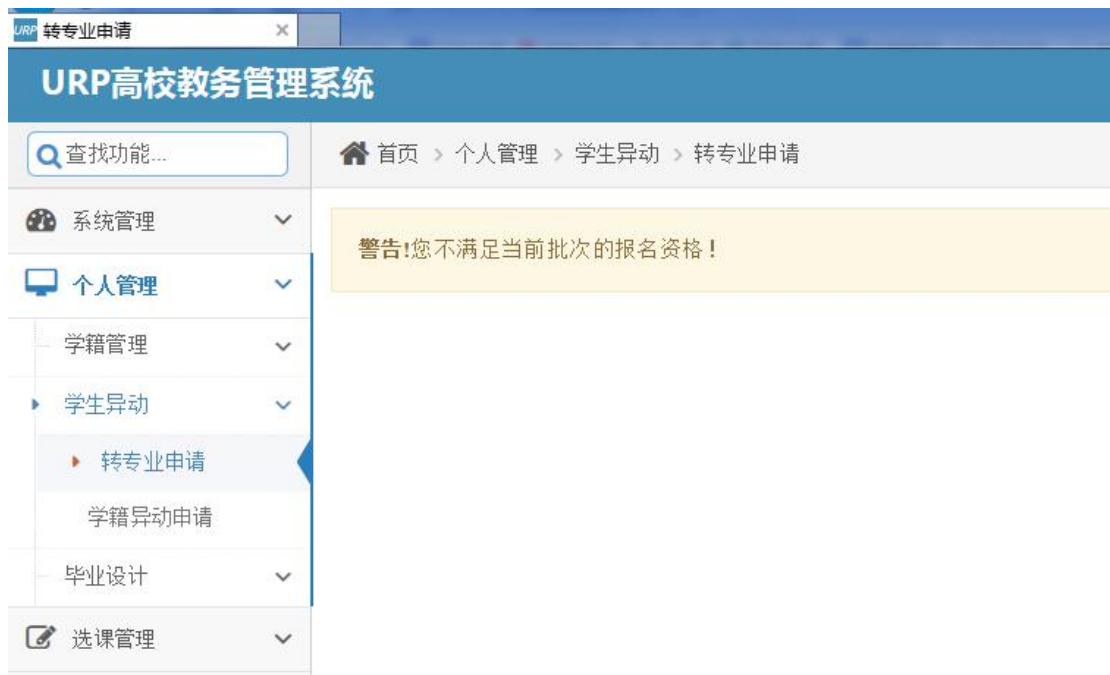 URP 转专业申请
URP高校教务管理系统
查找功能...
首页 > 个人管理 > 学生异动 > 转专业申请
系统管理
警告!您不满足当前批次的报名资格！
个人管理
学籍管理
学生异动
转专业申请
学籍异动申请
毕业设计
选课管理